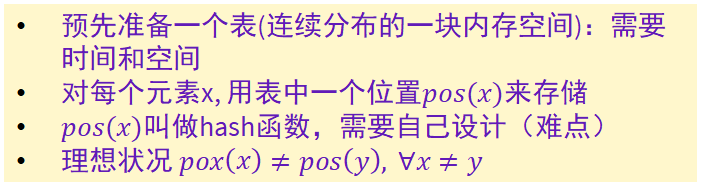 • 预先准备一个表(连续分布的一块内存空间)：需要
时间和空间
• 对每个元素x, 用表中一个位置pos(x)来存储
• pos(x)叫做hash函数，需要自己设计（难点）
• 理想状况 pox(x) ≠ pos(y), ∀x ≠ y